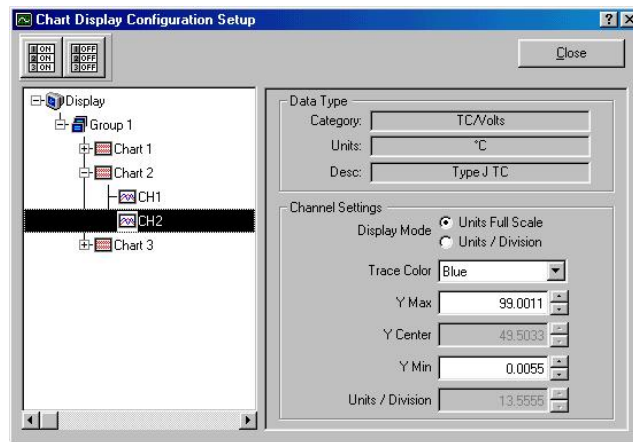 Chart Display Configuration Setup
1 ON 2 ON 3 ON
1 OFF 2 OFF 3 OFF
Close
Display
Group 1
Chart 1
Chart 2
CH1
CH2
Chart 3
Data Type
Category: TC/Volts
Units: °C
Desc: Type J TC
Channel Settings
Display Mode Units Full Scale
Units / Division
Trace Color Blue
Y Max 99.0011
Y Center 49.5033
Y Min 0.0055
Units / Division 13.5555